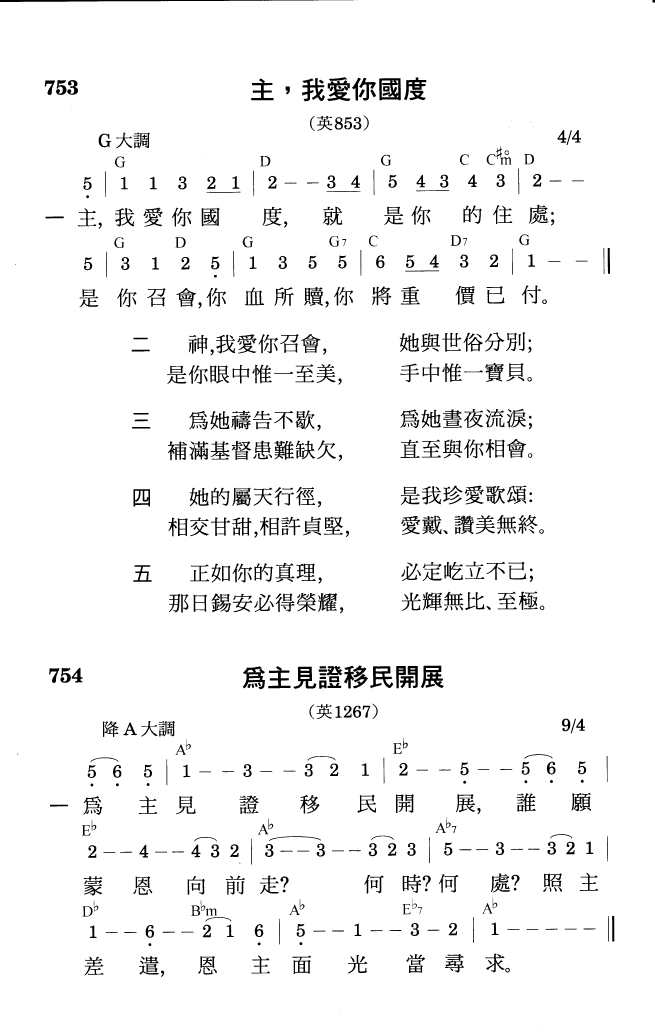 753 主，我愛你國度
(英853)
G大調 4/4
G D G C C♯°m D
5 | 1 1 3 2 1 | 2 - - 3 4 | 5 4 3 4 3 | 2 - -
一 主, 我愛你國 度, 就 是你 的住處;
G D G G7 C D7 G
5 | 3 1 2 5 | 1 3 5 5 | 6 5 4 3 2 | 1 - - ‖
是 你召會,你 血所贖,你 將重 價已付。
二 神,我愛你召會, 她與世俗分別;
是你眼中惟一至美, 手中惟一寶貝。
三 爲她禱告不歇, 爲她晝夜流淚;
補滿基督患難缺欠, 直至與你相會。
四 她的屬天行徑, 是我珍愛歌頌:
相交甘甜,相許貞堅, 愛戴、讚美無終。
五 正如你的真理, 必定屹立不已;
那日錫安必得榮耀, 光輝無比、至極。
754 爲主見證移民開展
(英1267)
降A大調 9/4
A♭ E♭
5 6 5 | 1 - - 3 - - 3 2 1 | 2 - - 5 - - 5 6 5 |
一 爲 主見 證 移 民開 展, 誰願
E♭ A♭ A♭7
2 - - 4 - - 4 3 2 | 3 - - 3 - - 3 2 3 | 5 - - 3 - - 3 2 1 |
蒙 恩 向前走? 何時?何 處? 照主
D♭ B♭m A♭ E♭7 A♭
1 - - 6 - - 2 1 6 | 5 - - 1 - - 3 - 2 | 1 - - - - - ‖
差 遣, 恩 主面 光 當尋求。